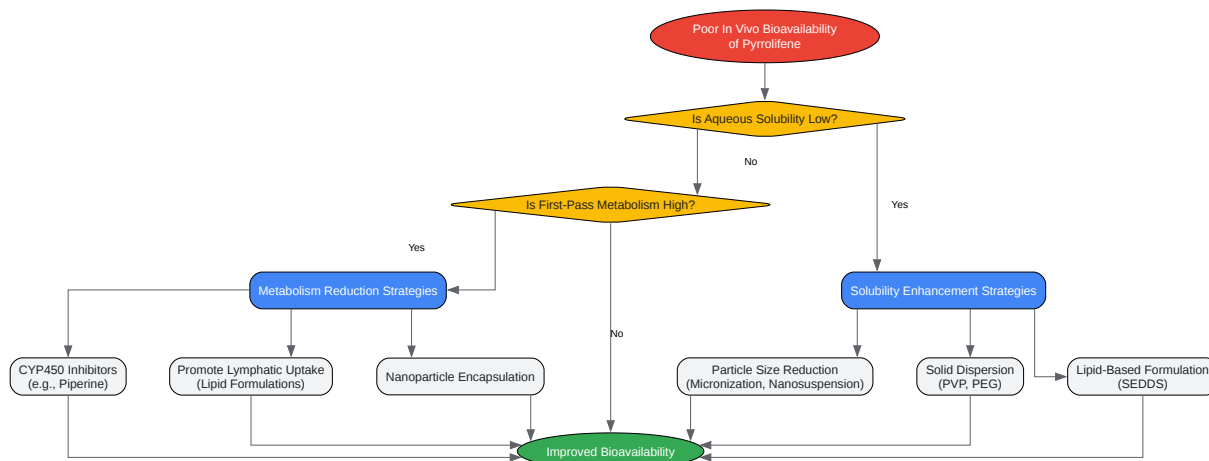 Poor In Vivo Bioavailability
of Pyrrolifene
Is Aqueous Solubility Low?
No
Is First-Pass Metabolism High?
Yes
Yes
Metabolism Reduction Strategies
Solubility Enhancement Strategies
No
CYP450 Inhibitors
(e.g., Piperine)
Promote Lymphatic Uptake
(Lipid Formulations)
Nanoparticle Encapsulation
Particle Size Reduction
(Micronization, Nanosuspension)
Solid Dispersion
(PVP, PEG)
Lipid-Based Formulation
(SEDDS)
Improved Bioavailability